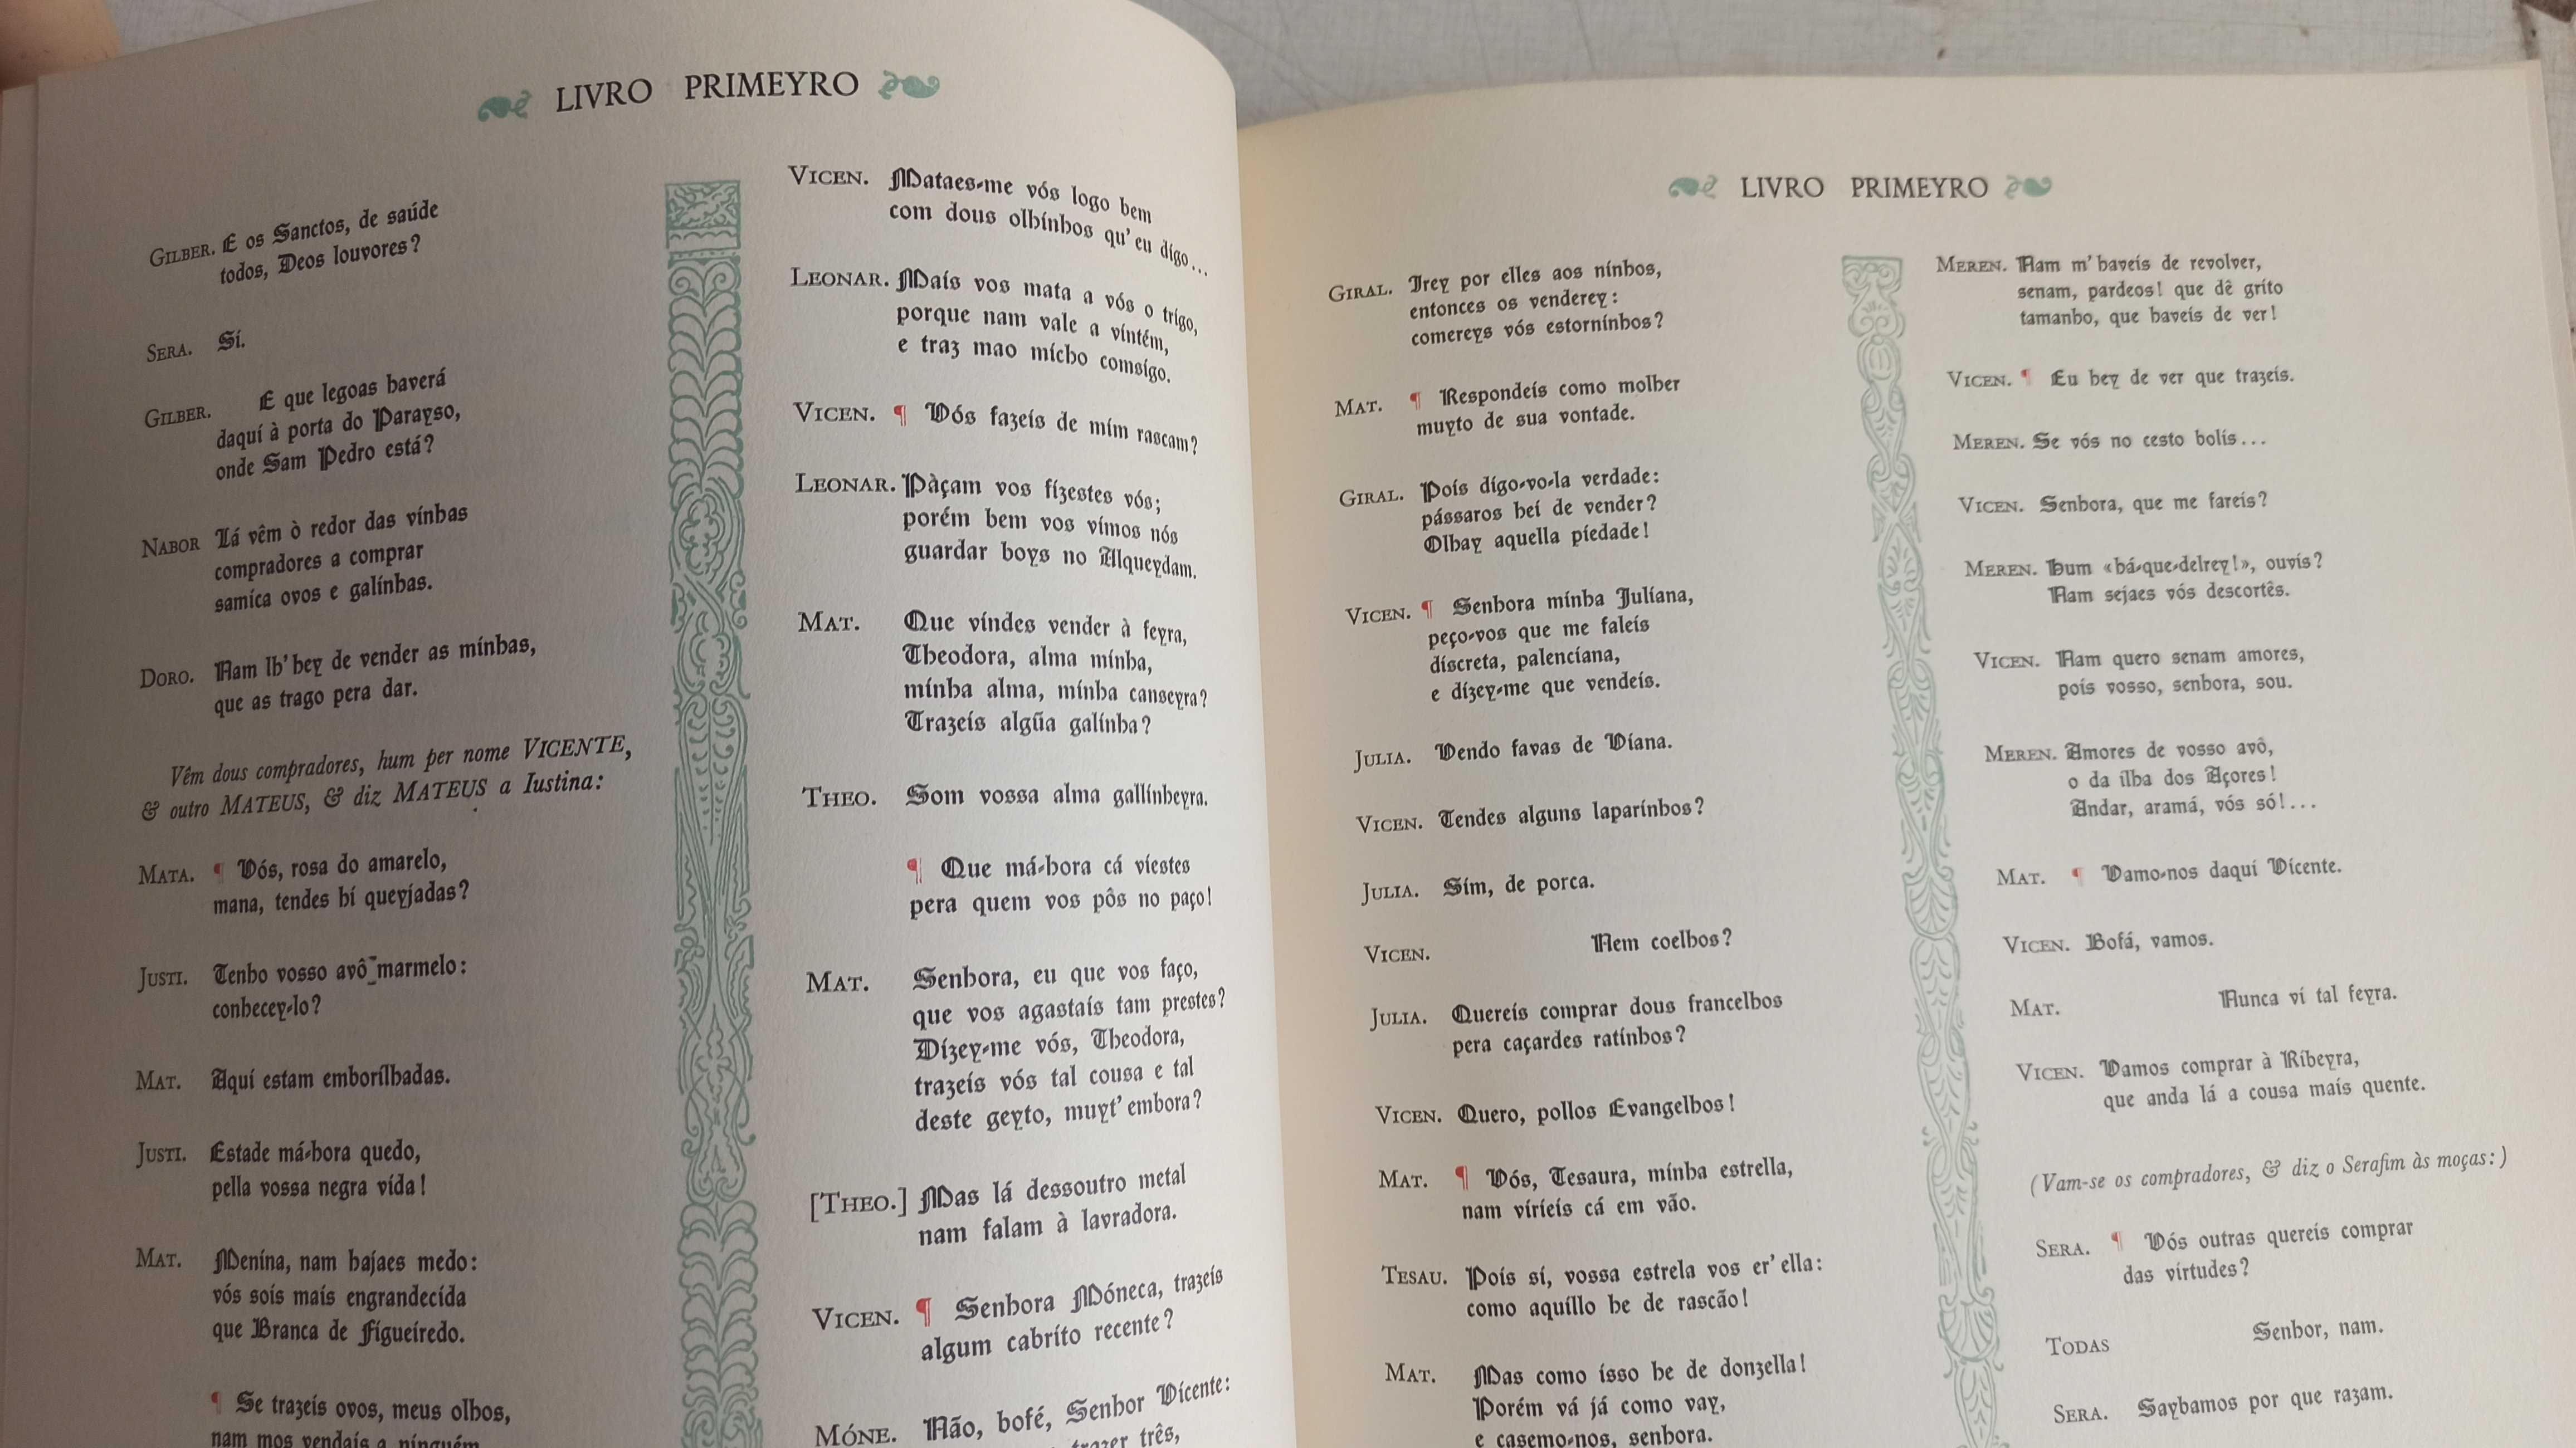 LIVRO PRIMEYRO
GILBER. E os Sanctos, de saúde
todos, Deos louvores?
SERA. Si.
GILBER. E que legoas haverá
daquí à porta do Parayso,
onde Sam Pedro está?
NABOR Lá vêm ò redor das vinhas
compradores a comprar
samica ovos e galinhas.
DORO. Nam lh'hey de vender as minhas,
que as trago pera dar.
Vêm dous compradores, hum per nome VICENTE,
& outro MATEUS, & diz MATEUS a Iustina:
MATA. ¶ Vós, rosa do amarelo,
mana, tendes hi queyjadas?
JUSTI. Tenho vosso avô marmelo:
conhecey-lo?
MAT. Aquí estam emborilhadas.
JUSTI. Estade má-hora quedo,
pella vossa negra vida!
MAT. Menina, nam hajaes medo:
vós sois mais engrandecida
que Branca de Figueiredo.
¶ Se trazeis ovos, meus olhos,
nam mos vendais a ninguém
VICEN. Mataes-me vós logo bem
com dous olhinhos qu'eu digo...
LEONAR. Mais vos mata a vós o trigo,
porque nam vale a vintém,
e traz mao micho comsigo.
VICEN. ¶ Vós fazeis de mim rascam?
LEONAR. Pàçam vos fizestes vós;
porém bem vos vimos nós
guardar boys no Alqueydam.
MAT. Que vindes vender à feyra,
Theodora, alma minha,
minha alma, minha canseyra?
Trazeis algũa galinha?
THEO. Som vossa alma gallinheyra.
¶ Que má-hora cá viestes
pera quem vos pôs no paço!
MAT. Senhora, eu que vos faço,
que vos agastais tam prestes?
Dizey-me vós, Theodora,
trazeis vós tal cousa e tal
deste geyto, muyt'embora?
[THEO.] Mas lá dessoutro metal
nam falam à lavradora.
VICEN. ¶ Senhora Móneca, trazeis
algum cabrito recente?
MÓNE. Não, bofé, Senhor Vicente:
trazer três,
LIVRO PRIMEYRO
GIRAL. Irey por elles aos ninhos,
entonces os venderey:
comereys vós estorninhos?
MAT. ¶ Respondeis como molher
muyto de sua vontade.
GIRAL. Pois digo-vo-la verdade:
pássaros hei de vender?
Olhay aquella piedade!
VICEN. ¶ Senhora minha Juliana,
peço-vos que me faleis
discreta, palenciana,
e dizey-me que vendeis.
JULIA. Vendo favas de Viana.
VICEN. Tendes alguns laparinhos?
JULIA. Sim, de porca.
VICEN. Nem coelhos?
JULIA. Quereis comprar dous francelhos
pera caçardes ratinhos?
VICEN. Quero, pollos Evangelhos!
MAT. ¶ Vós, Tesaura, minha estrella,
nam viríeis cá em vão.
TESAU. Pois si, vossa estrela vos er'ella:
como aquillo he de rascão!
MAT. Mas como isso he de donzella!
Porém vá já como vay,
e casemo-nos, senhora.
MEREN. Nam m'haveis de revolver,
senam, pardeos! que dê grito
tamanho, que haveis de ver!
VICEN. ¶ Eu hey de ver que trazeis.
MEREN. Se vós no cesto bolis...
VICEN. Senhora, que me fareis?
MEREN. Hum «há-que-delrey!», ouvis?
Nam sejaes vós descortês.
VICEN. Nam quero senam amores,
pois vosso, senhora, sou.
MEREN. Amores de vosso avô,
o da ilha dos Açores!
Andar, aramá, vós só!...
MAT. ¶ Vamo-nos daquí Vicente.
VICEN. Bofá, vamos.
MAT. Nunca vi tal feyra.
VICEN. Vamos comprar à Ribeyra,
que anda lá a cousa mais quente.
(Vam-se os compradores, & diz o Serafim às moças:)
SERA. ¶ Vós outras quereis comprar
das virtudes?
TODAS Senhor, nam.
SERA. Saybamos por que razam.